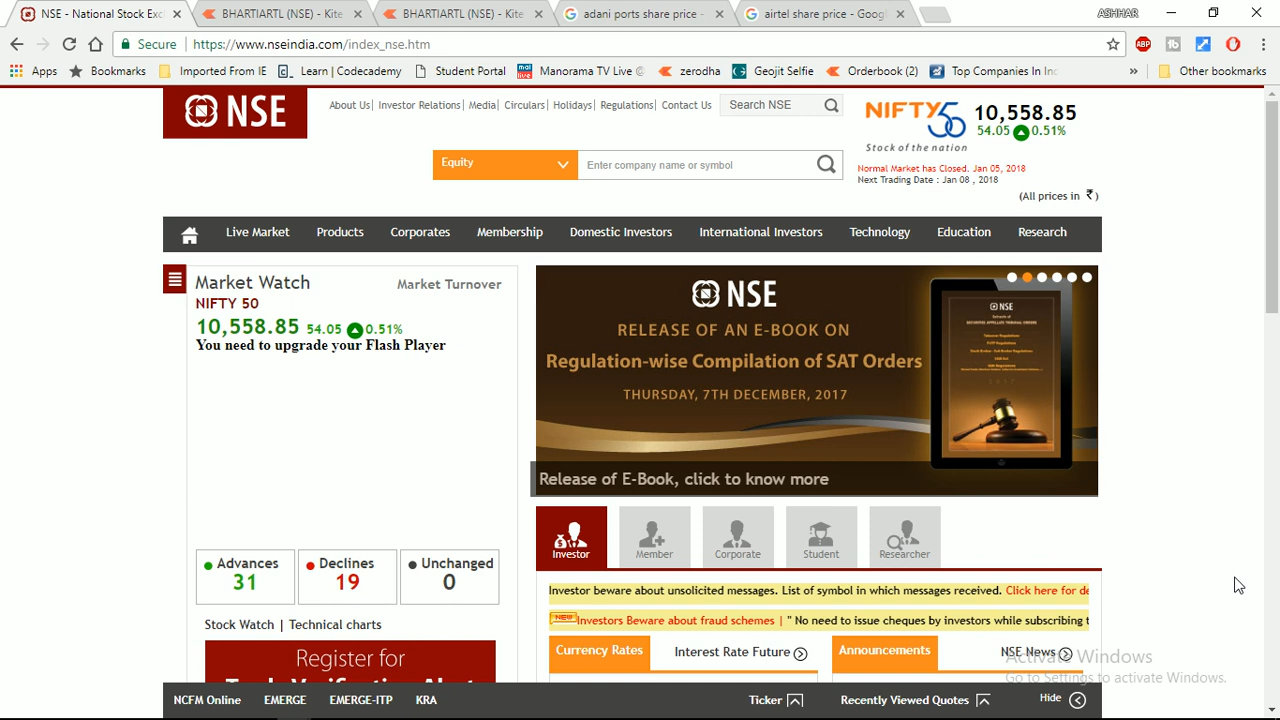 NSE - National Stock Exc
BHARTIARTL (NSE) - Kite
BHARTIARTL (NSE) - Kite
adani ports share price -
airtel share price - Goog
ASHHAR
Secure
https://www.nseindia.com/index_nse.htm
Apps
Bookmarks
Imported From IE
Learn | Codecademy
Student Portal
Manorama TV Live
zerodha
Geojit Selfie
Orderbook (2)
Top Companies In Inc
»
Other bookmarks
NSE
About Us| Investor Relations| Media| Circulars| Holidays| Regulations| Contact Us
Search NSE
NIFTY50
Stock of the nation
10,558.85
54.05 0.51%
Equity
Enter company name or symbol
Normal Market has Closed. Jan 05, 2018
Next Trading Date : Jan 08 , 2018
(All prices in ₹)
Live Market Products Corporates Membership Domestic Investors International Investors Technology Education Research
Market Watch
Market Turnover
NIFTY 50
10,558.85 54.05 0.51%
You need to upgrade your Flash Player
NSE
RELEASE OF AN E-BOOK ON
Regulation-wise Compilation of SAT Orders
THURSDAY, 7TH DECEMBER, 2017
NSE
2017
Release of E-Book, click to know more
Advances
31
Declines
19
Unchanged
0
Stock Watch | Technical charts
Register for
Investor
Member
Corporate
Student
Researcher
Investor beware about unsolicited messages. List of symbol in which messages received. Click here for de
NEW Investors Beware about fraud schemes | " No need to issue cheques by investors while subscribing t
Currency Rates
Interest Rate Future
Announcements
NSE News
Activate Windows
Go to Settings to activate Windows.
NCFM Online EMERGE EMERGE-ITP KRA
Ticker
Recently Viewed Quotes
Hide